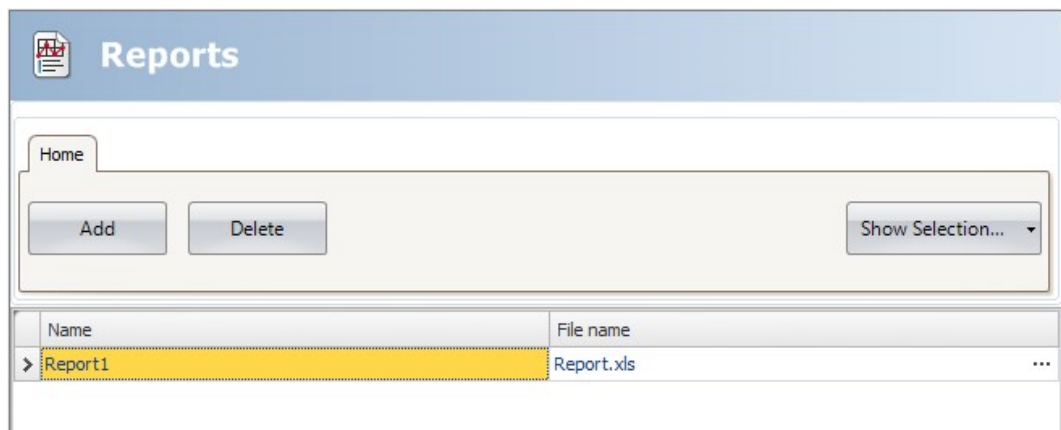 Reports
Home
Add Delete Show Selection...
Name File name
Report1 Report.xls ...